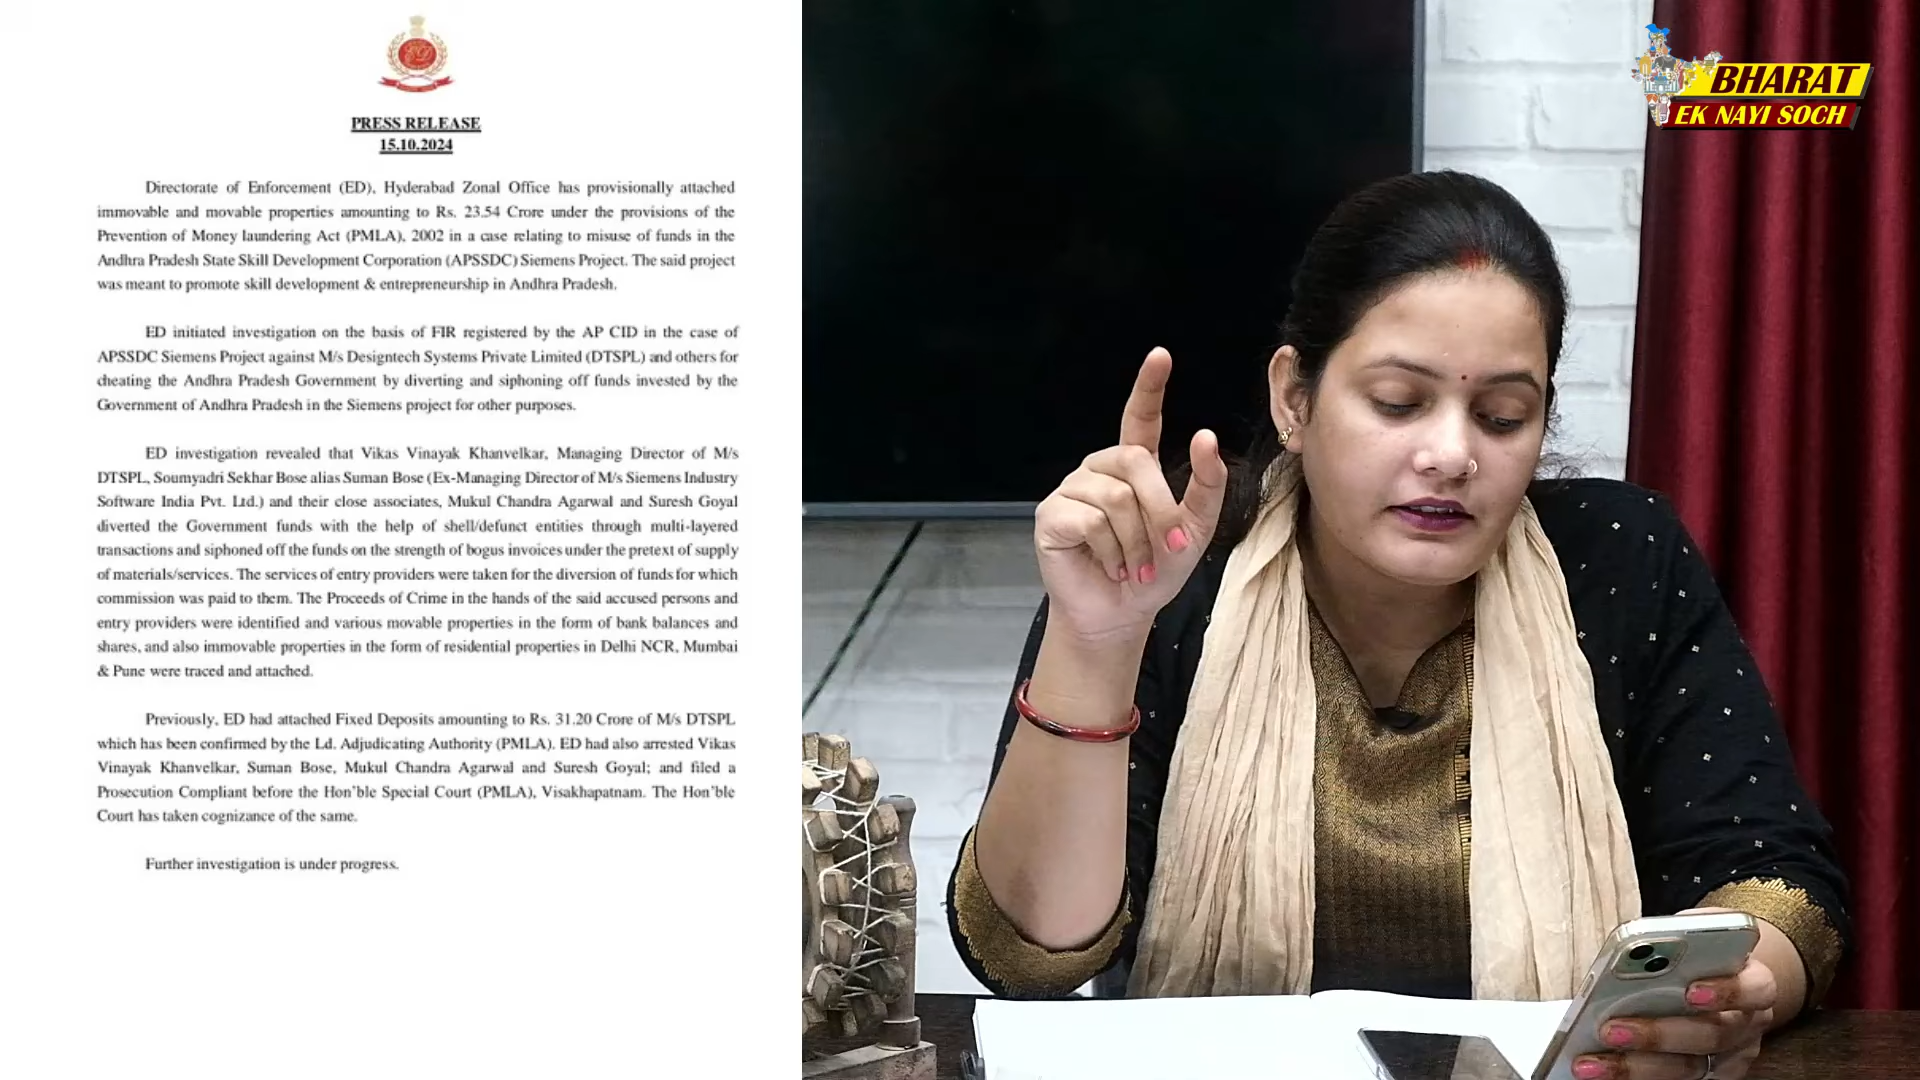 PRESS RELEASE
15.10.2024
Directorate of Enforcement (ED), Hyderabad Zonal Office has provisionally attached
immovable and movable properties amounting to Rs. 23.54 Crore under the provisions of the
Prevention of Money laundering Act (PMLA), 2002 in a case relating to misuse of funds in the
Andhra Pradesh State Skill Development Corporation (APSSDC) Siemens Project. The said project
was meant to promote skill development & entrepreneurship in Andhra Pradesh.
ED initiated investigation on the basis of FIR registered by the AP CID in the case of
APSSDC Siemens Project against M/s Designtech Systems Private Limited (DTSPL) and others for
cheating the Andhra Pradesh Government by diverting and siphoning off funds invested by the
Government of Andhra Pradesh in the Siemens project for other purposes.
ED investigation revealed that Vikas Vinayak Khanvelkar, Managing Director of M/s
DTSPL, Soumyadri Sekhar Bose alias Suman Bose (Ex-Managing Director of M/s Siemens Industry
Software India Pvt. Ltd.) and their close associates, Mukul Chandra Agarwal and Suresh Goyal
diverted the Government funds with the help of shell/defunct entities through multi-layered
transactions and siphoned off the funds on the strength of bogus invoices under the pretext of supply
of materials/services. The services of entry providers were taken for the diversion of funds for which
commission was paid to them. The Proceeds of Crime in the hands of the said accused persons and
entry providers were identified and various movable properties in the form of bank balances and
shares, and also immovable properties in the form of residential properties in Delhi NCR, Mumbai
& Pune were traced and attached.
Previously, ED had attached Fixed Deposits amounting to Rs. 31.20 Crore of M/s DTSPL
which has been confirmed by the Ld. Adjudicating Authority (PMLA). ED had also arrested Vikas
Vinayak Khanvelkar, Suman Bose, Mukul Chandra Agarwal and Suresh Goyal; and filed a
Prosecution Compliant before the Hon'ble Special Court (PMLA), Visakhapatnam. The Hon'ble
Court has taken cognizance of the same.
Further investigation is under progress.
BHARAT
EK NAYI SOCH